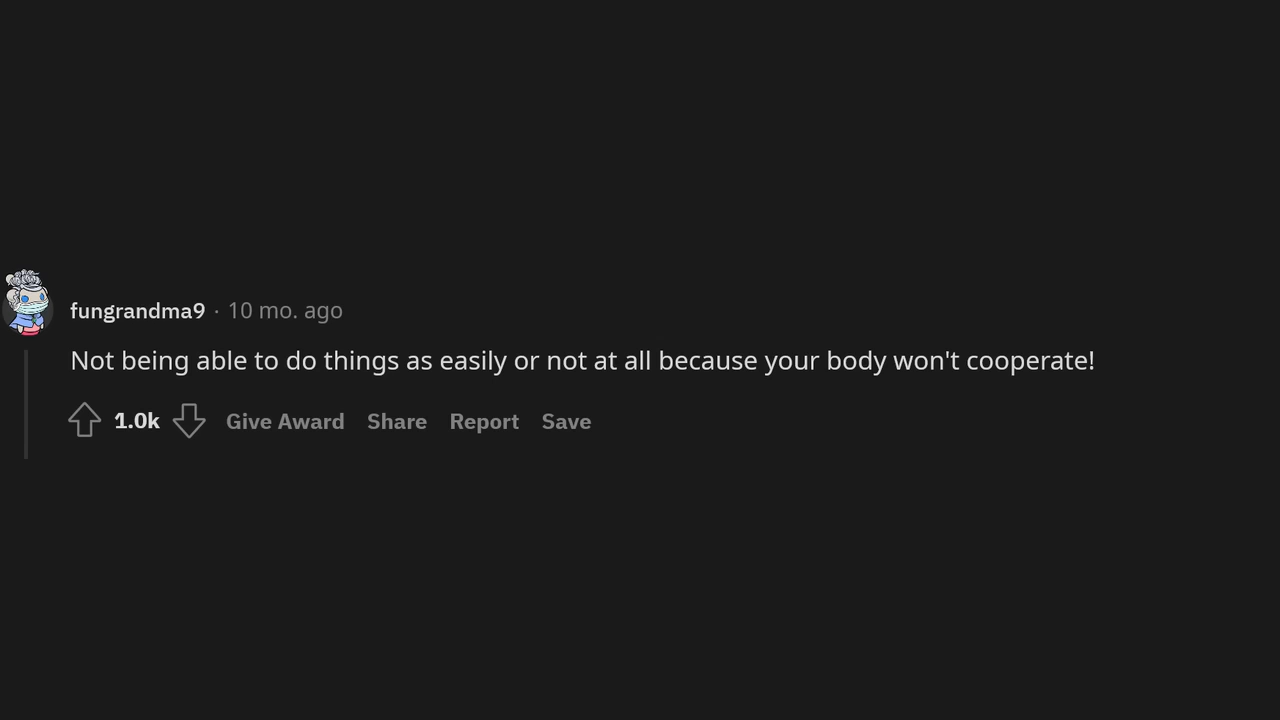 fungrandma9 · 10 mo. ago
Not being able to do things as easily or not at all because your body won't cooperate!
1.0k Give Award Share Report Save